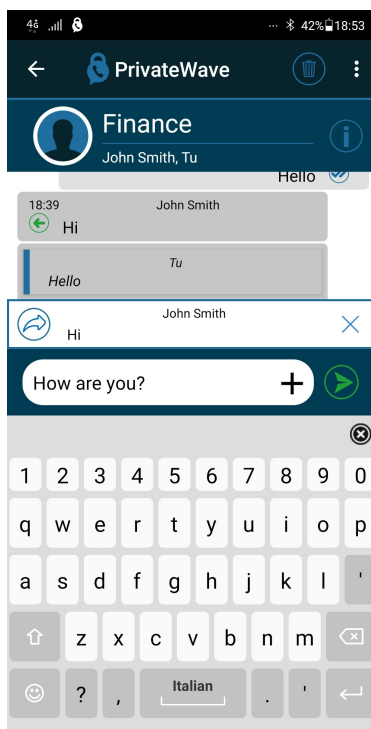 4G 42% 18:53
PrivateWave
Finance
John Smith, Tu
Hello
18:39 John Smith
Hi
Tu
Hello
John Smith
Hi
How are you?
1 2 3 4 5 6 7 8 9 0
q w e r t y u i o p
a s d f g h j k l '
z x c v b n m
? , Italian . '